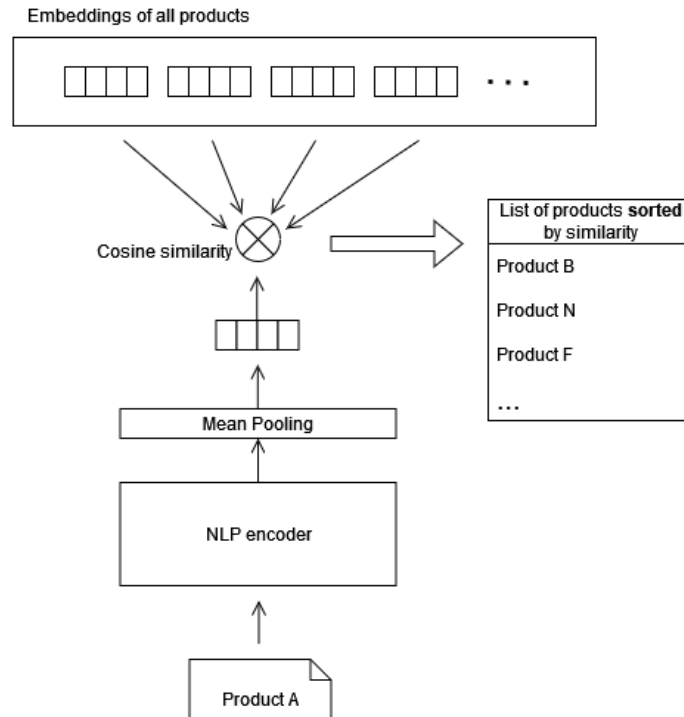 Embeddings of all products
. . .
Cosine similarity
List of products sorted
by similarity
Product B
Product N
Product F
...
Mean Pooling
NLP encoder
Product A